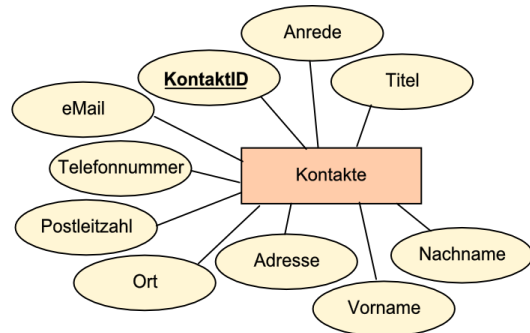 Anrede
KontaktID
Titel
eMail
Telefonnummer
Kontakte
Postleitzahl
Nachname
Adresse
Ort
Vorname